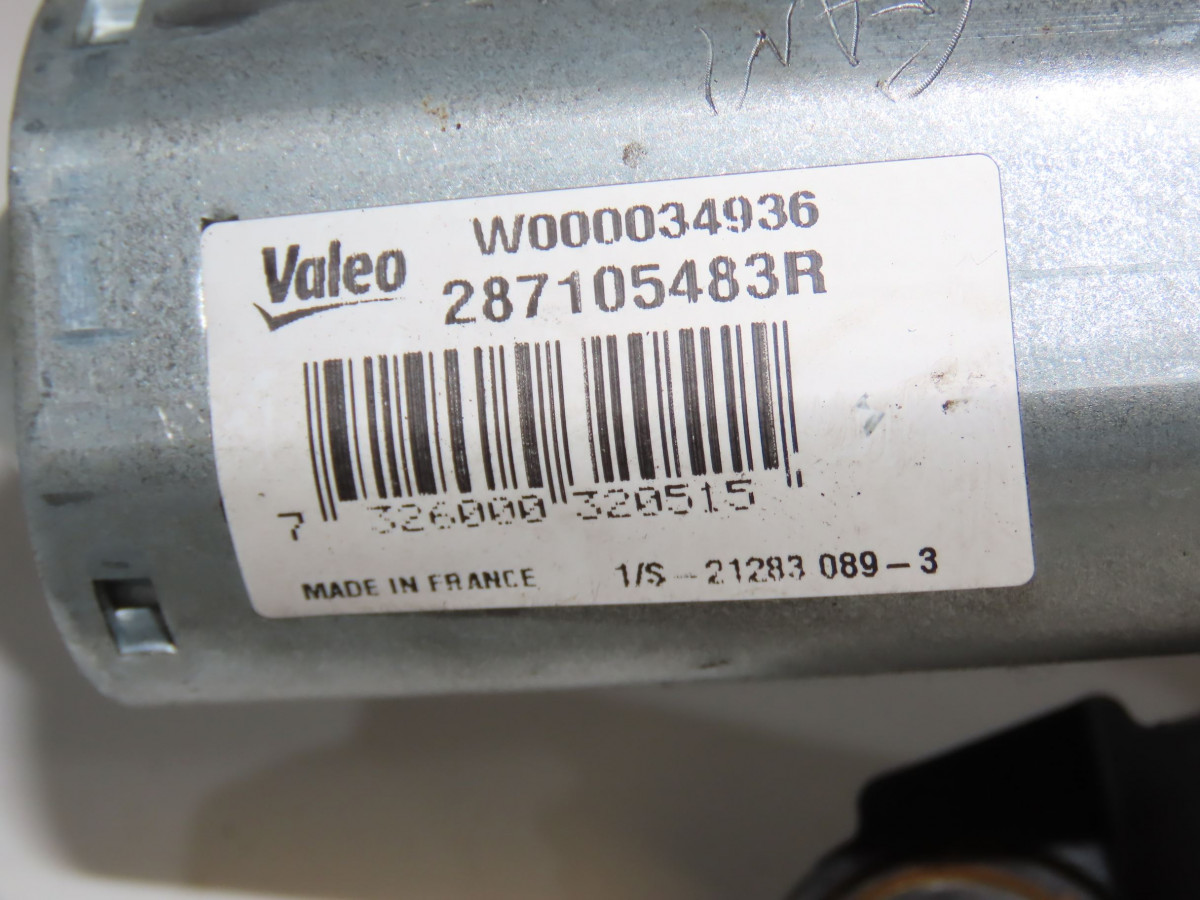 W000034936
Valeo
287105483R
7 326000 320515
MADE IN FRANCE 1/S - 21283 089-3